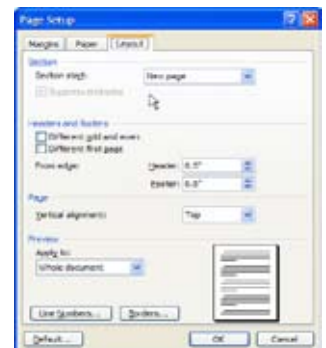 Page Setup
Margins Paper Layout
Section
Section start: New page
Suppress endnotes
Headers and footers
Different odd and even
Different first page
From edge: Header: 0.5"
Footer: 0.5"
Page
Vertical alignment: Top
Preview
Apply to:
Whole document
Line Numbers... Borders...
Default... OK Cancel